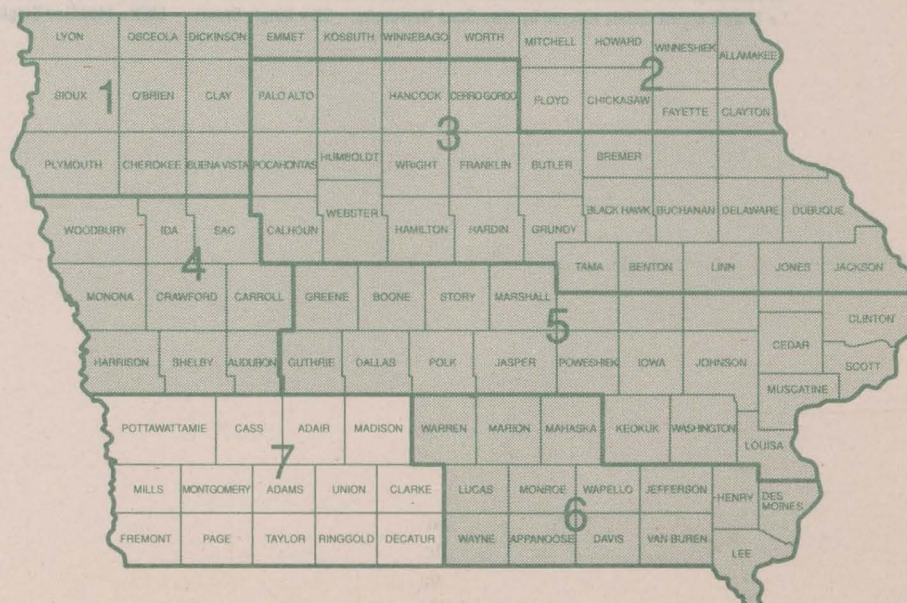 LYON OSCEOLA DICKINSON EMMET KOSSUTH WINNEBAGO WORTH MITCHELL HOWARD WINNESHIEK ALLAMAKEE
SIOUX 1 O'BRIEN CLAY PALO ALTO HANCOCK CERRO GORDO 3 FLOYD CHICKASAW 2 FAYETTE CLAYTON
PLYMOUTH CHEROKEE BUENA VISTA POCAHONTAS HUMBOLDT WRIGHT FRANKLIN BUTLER BREMER
WOODBURY IDA SAC CALHOUN WEBSTER HAMILTON HARDIN GRUNDY BLACK HAWK BUCHANAN DELAWARE DUBUQUE
4
TAMA BENTON LINN JONES JACKSON
MONONA CRAWFORD CARROLL GREENE BOONE STORY MARSHALL 5 CEDAR CLINTON
HARRISON SHELBY AUDUBON GUTHRIE DALLAS POLK JASPER POWESHIEK IOWA JOHNSON SCOTT
MUSCATINE
POTTAWATTAMIE CASS ADAIR MADISON WARREN MARION MAHASKA KEOKUK WASHINGTON LOUISA
7
MILLS MONTGOMERY ADAMS UNION CLARKE LUCAS MONROE WAPELLO JEFFERSON HENRY DES MOINES
6
FREMONT PAGE TAYLOR RINGGOLD DECATUR WAYNE APPANOOSE DAVIS VAN BUREN LEE